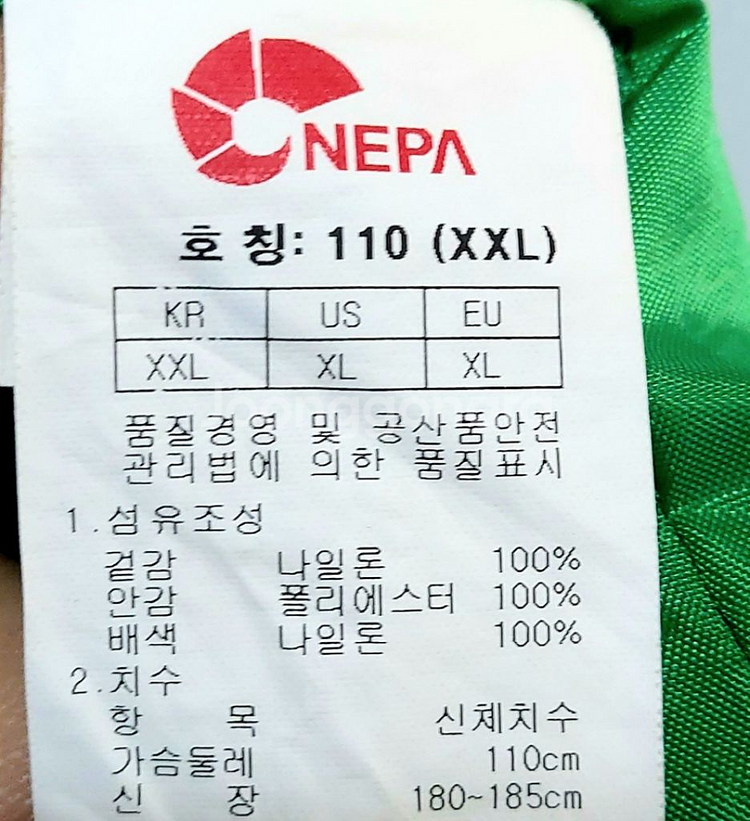 NEPA
호 칭: 110 (XXL)
KR US EU
XXL XL XL
품질경영 및 공산품안전
관리법에 의한 품질표시
1.섬유조성
겉감 나일론 100%
안감 폴리에스터 100%
배색 나일론 100%
2.치수
항 목 신체치수
가슴둘레 110cm
신 장 180~185cm